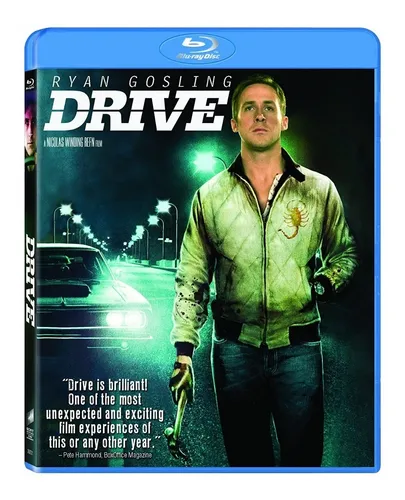 Blu-ray Disc
RYAN GOSLING
DRIVE
A NICOLAS WINDING REFN FILM
DRIVE
"Drive is brilliant!
One of the most
unexpected and exciting
film experiences of
this or any other year."
– Pete Hammond, Boxoffice Magazine